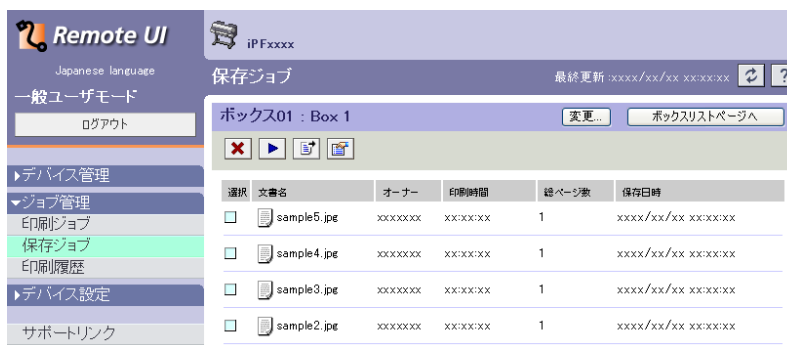 Remote UI
Japanese language
一般ユーザモード
ログアウト
▶デバイス管理
▼ジョブ管理
印刷ジョブ
保存ジョブ
印刷履歴
▶デバイス設定
サポートリンク
iPFxxxx
保存ジョブ 最終更新:xxxx/xx/xx xx:xx:xx ?
ボックス01 : Box 1 変更... ボックスリストページへ
選択 文書名 オーナー 印刷時間 総ページ数 保存日時
sample5.jpg xxxxxxx xx:xx:xx 1 xxxx/xx/xx xx:xx:xx
sample4.jpg xxxxxxx xx:xx:xx 1 xxxx/xx/xx xx:xx:xx
sample3.jpg xxxxxxx xx:xx:xx 1 xxxx/xx/xx xx:xx:xx
sample2.jpg xxxxxxx xx:xx:xx 1 xxxx/xx/xx xx:xx:xx